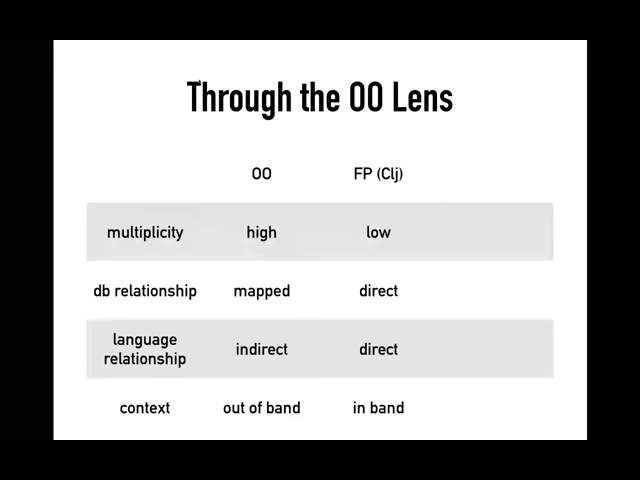 Through the OO Lens
OO FP (Clj)
multiplicity high low
db relationship mapped direct
language
relationship indirect direct
context out of band in band